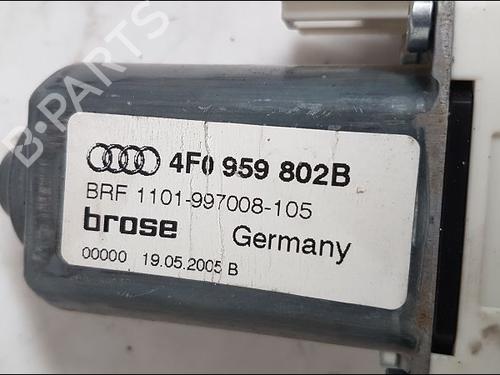 B-PARTS
4F0 959 802B
BRF 1101-997008-105
brose Germany
00000 19.05.2005 B